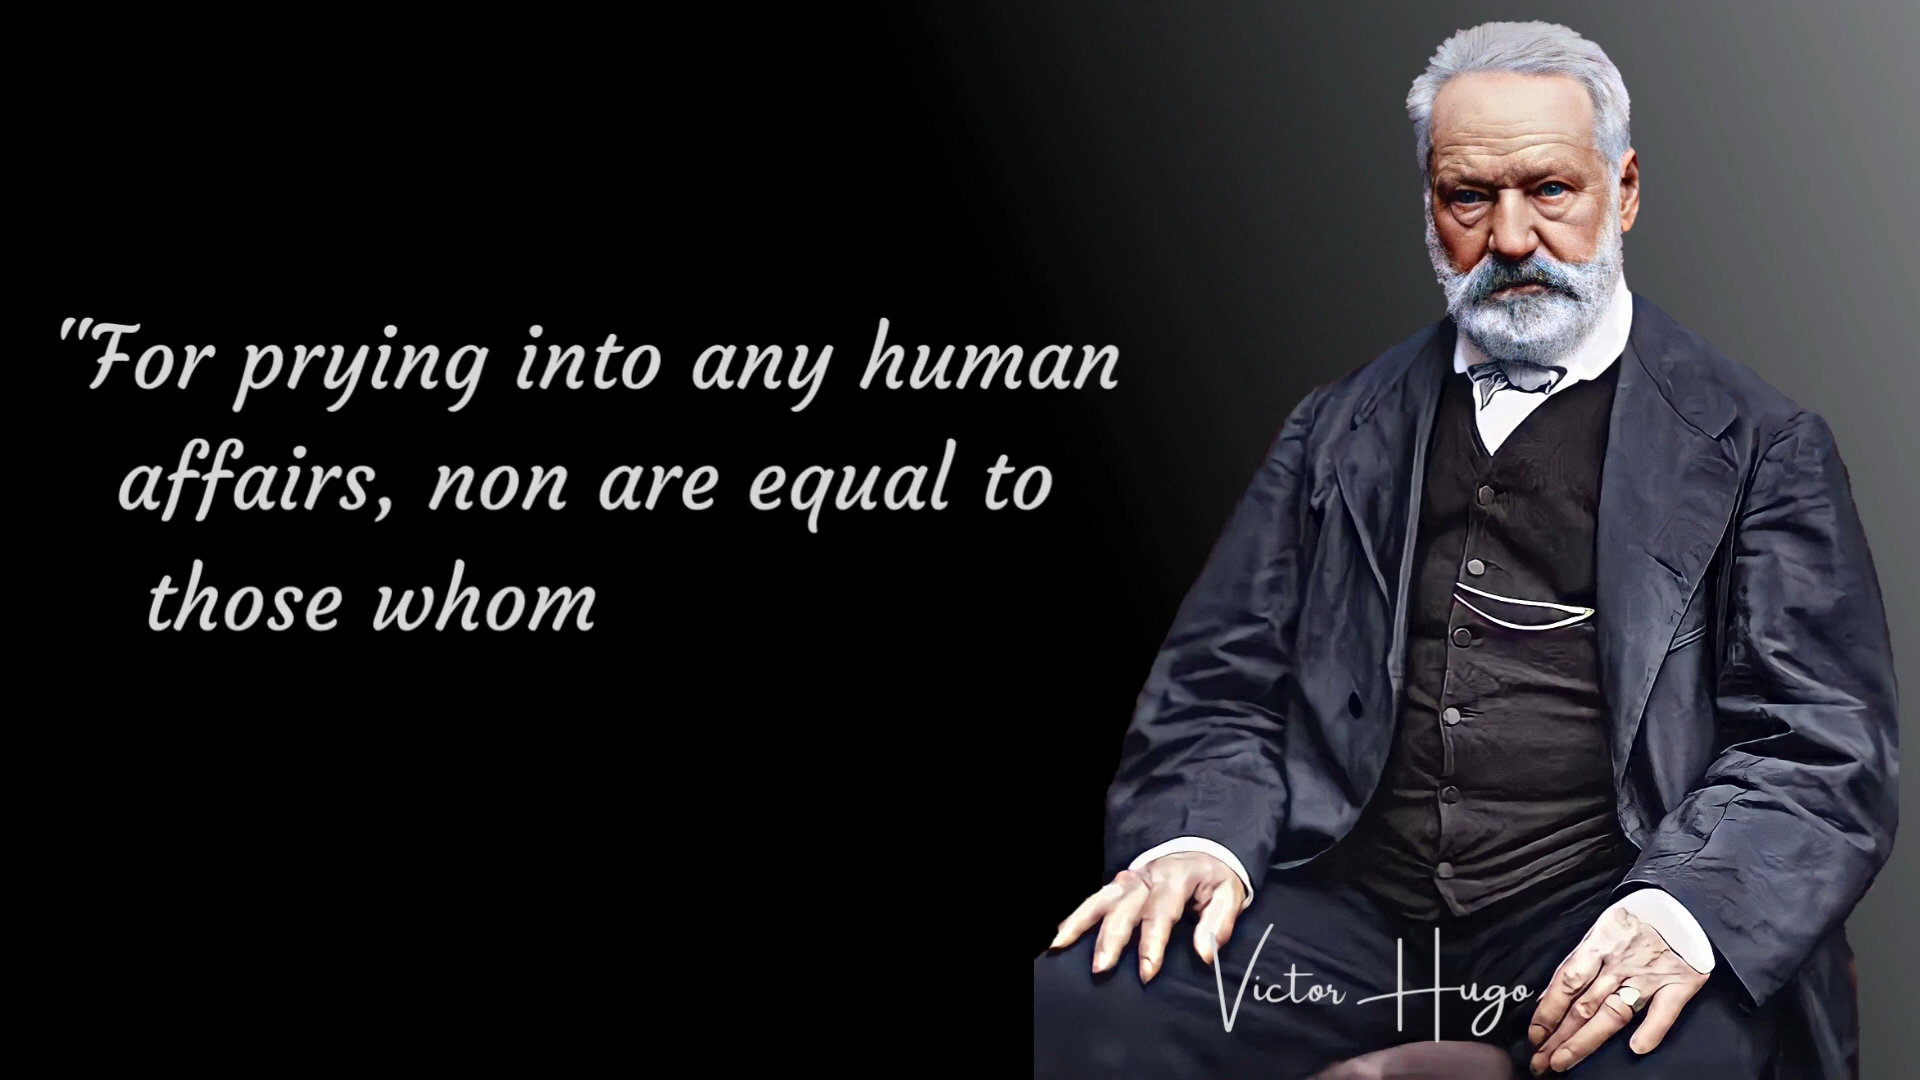 "For prying into any human
affairs, non are equal to
those whom
Victor Hugo